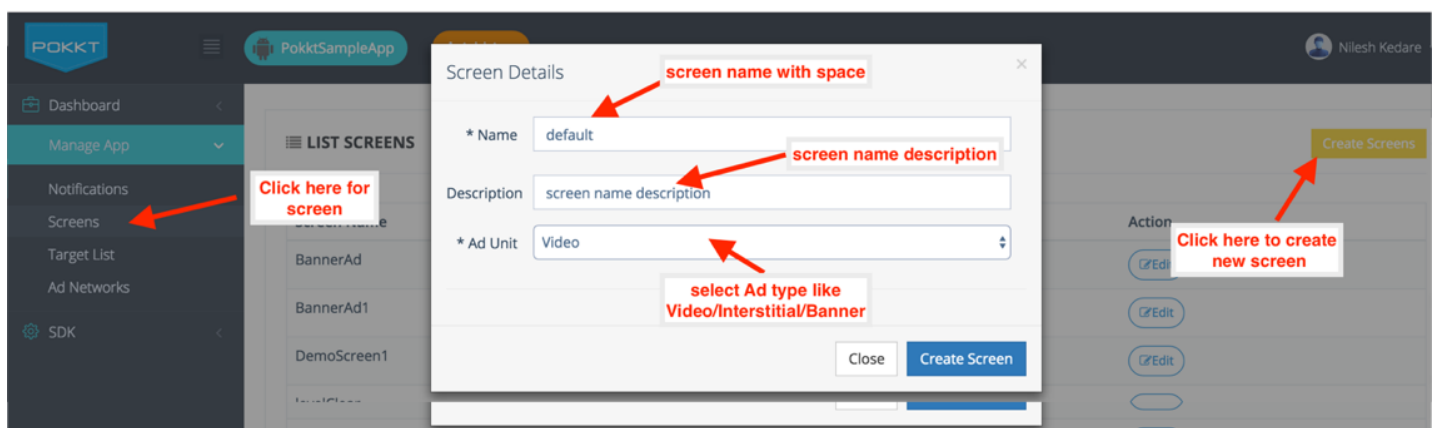 POKKT
PokktSampleApp
Nilesh Kedare
Screen Details
screen name with space
×
Dashboard
Manage App
LIST SCREENS
* Name
default
Create Screens
screen name description
Notifications
Click here for
screen
Description
screen name description
Screens
Action
* Ad Unit
Video
Click here to create
new screen
Target List
BannerAd
Edit
Ad Networks
select Ad type like
Video/Interstitial/Banner
BannerAd1
Edit
SDK
DemoScreen1
Close
Create Screen
Edit